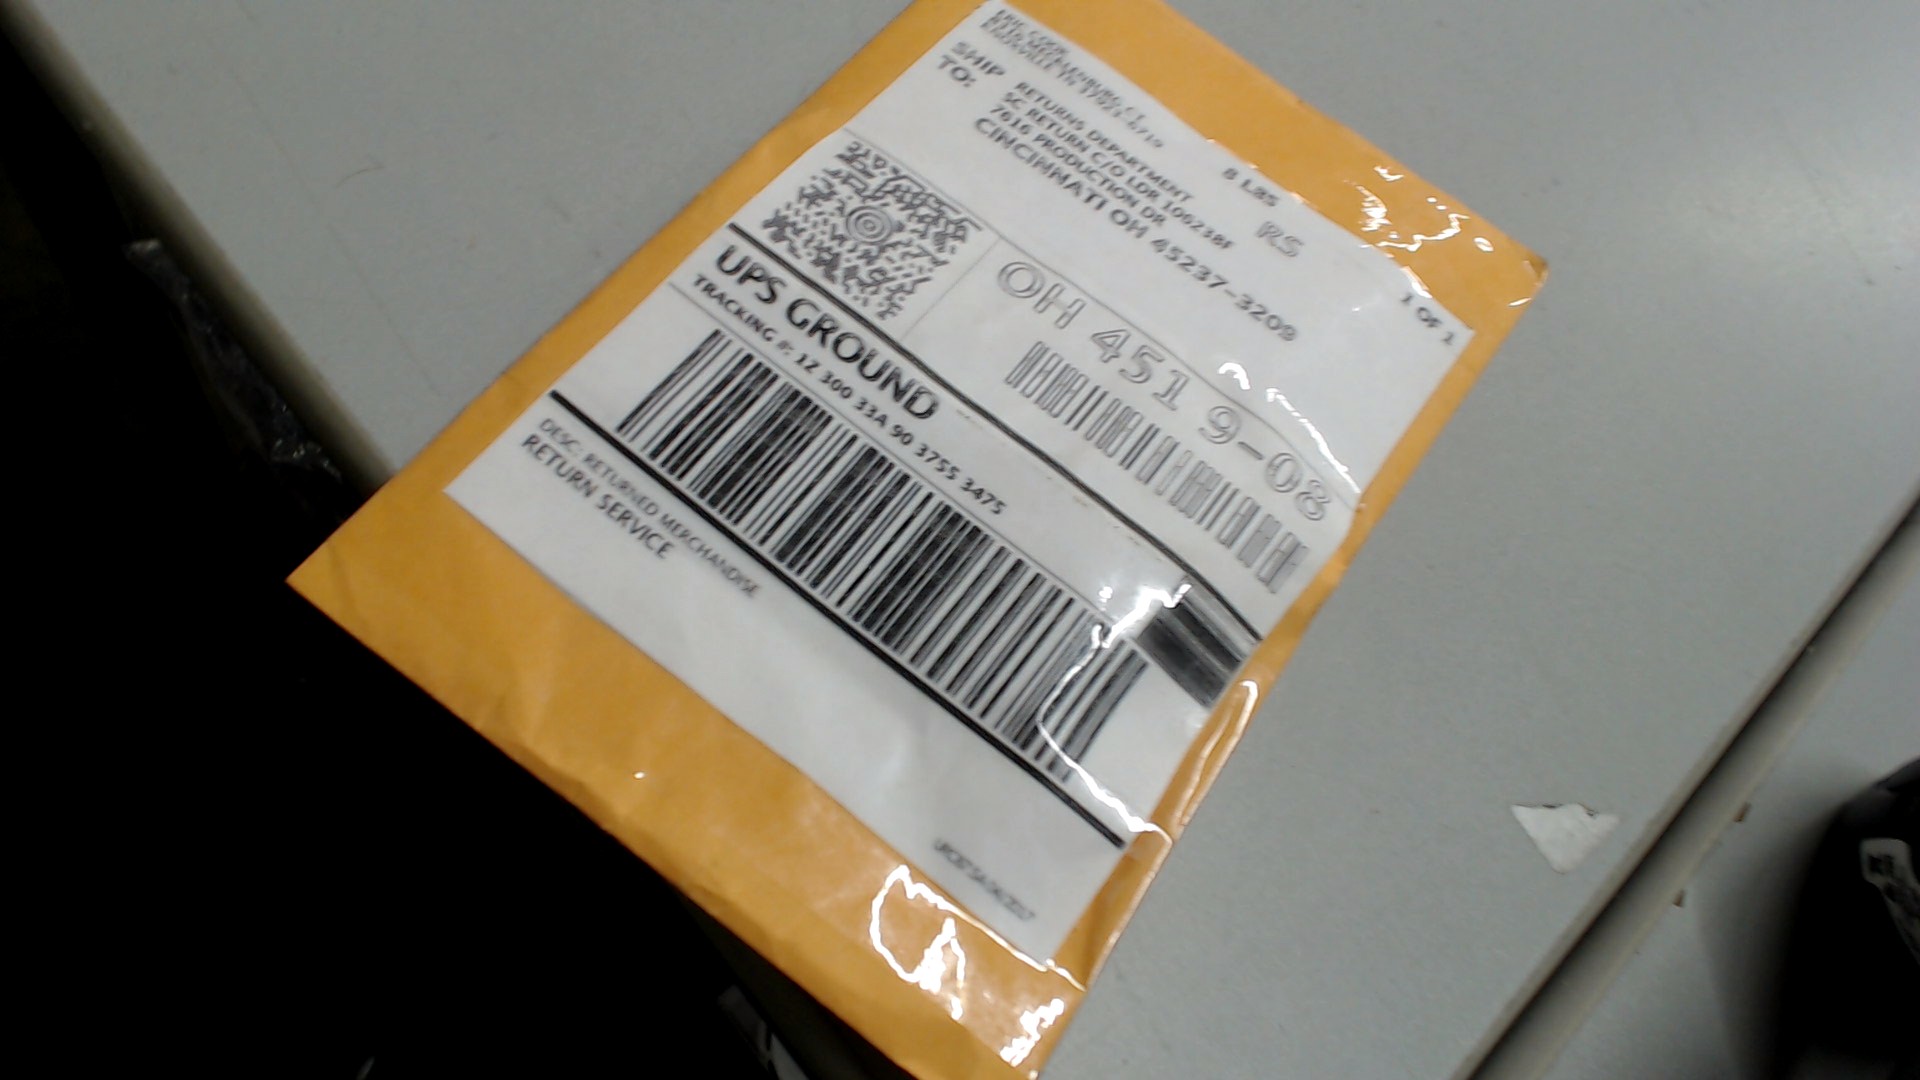 8 LBS
1 OF 1
RS
SHIP TO:
RETURNS DEPARTMENT
SC RETURN C/O LDR 100238F
7616 PRODUCTION DR
CINCINNATI OH 45237-3209
OH 451 9-08
UPS GROUND
TRACKING #: 1Z 300 33A 90 3755 3475
DESC: RETURNED MERCHANDISE
RETURN SERVICE